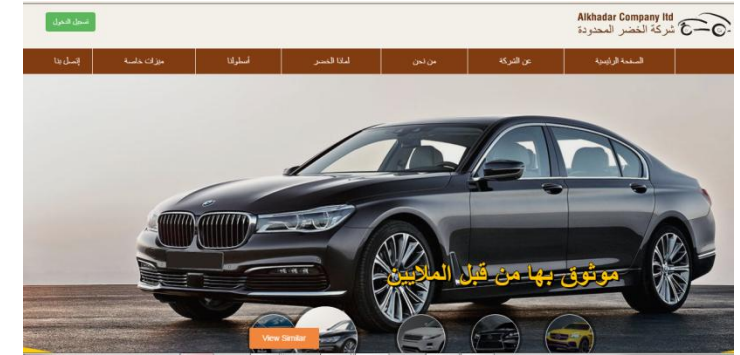 Alkhadar Company ltd
شركة الخضر المحدودة
تسجيل الدخول
الصفحة الرئيسية
عن الشركة
من نحن
لماذا الخضر
أسطولنا
ميزات خاصة
إتصل بنا
موثوق بها من قبل الملايين
View Similar